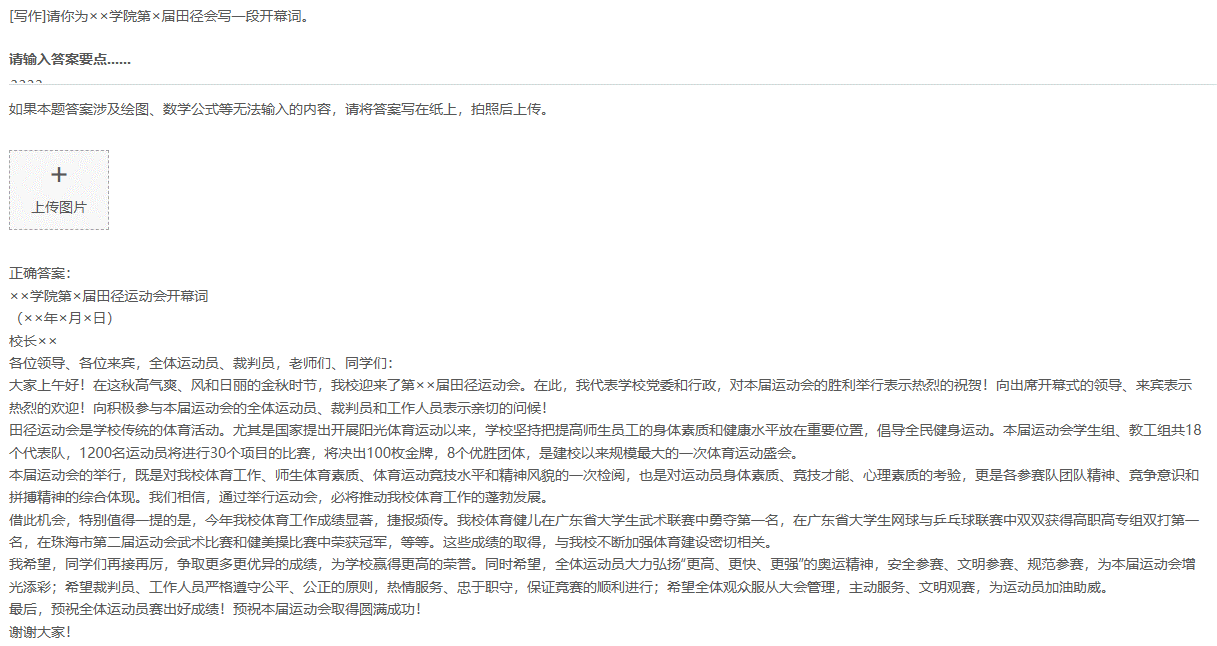 [写作]请你为××学院第×届田径会写一段开幕词。
请输入答案要点......
如果本题答案涉及绘图、数学公式等无法输入的内容，请将答案写在纸上，拍照后上传。
+
上传图片
正确答案：
××学院第×届田径运动会开幕词
（××年×月×日）
校长××
各位领导、各位来宾，全体运动员、裁判员，老师们、同学们：
大家上午好！在这秋高气爽、风和日丽的金秋时节，我校迎来了第××届田径运动会。在此，我代表学校党委和行政，对本届运动会的胜利举行表示热烈的祝贺！向出席开幕式的领导、来宾表示
热烈的欢迎！向积极参与本届运动会的全体运动员、裁判员和工作人员表示亲切的问候！
田径运动会是学校传统的体育活动。尤其是国家提出开展阳光体育运动以来，学校坚持把提高师生员工的身体素质和健康水平放在重要位置，倡导全民健身运动。本届运动会学生组、教工组共18
个代表队，1200名运动员将进行30个项目的比赛，将决出100枚金牌，8个优胜团体，是建校以来规模最大的一次体育运动盛会。
本届运动会的举行，既是对我校体育工作、师生体育素质、体育运动竞技水平和精神风貌的一次检阅，也是对运动员身体素质、竞技才能、心理素质的考验，更是各参赛队团队精神、竞争意识和
拼搏精神的综合体现。我们相信，通过举行运动会，必将推动我校体育工作的蓬勃发展。
借此机会，特别值得一提的是，今年我校体育工作成绩显著，捷报频传。我校体育健儿在广东省大学生武术联赛中勇夺第一名，在广东省大学生网球与乒乓球联赛中双双获得高职高专组双打第一
名，在珠海市第二届运动会武术比赛和健美操比赛中荣获冠军，等等。这些成绩的取得，与我校不断加强体育建设密切相关。
我希望，同学们再接再厉，争取更多更优异的成绩，为学校赢得更高的荣誉。同时希望，全体运动员大力弘扬“更高、更快、更强”的奥运精神，安全参赛、文明参赛、规范参赛，为本届运动会增
光添彩；希望裁判员、工作人员严格遵守公平、公正的原则，热情服务、忠于职守，保证竞赛的顺利进行；希望全体观众服从大会管理，主动服务、文明观赛，为运动员加油助威。
最后，预祝全体运动员赛出好成绩！预祝本届运动会取得圆满成功！
谢谢大家！